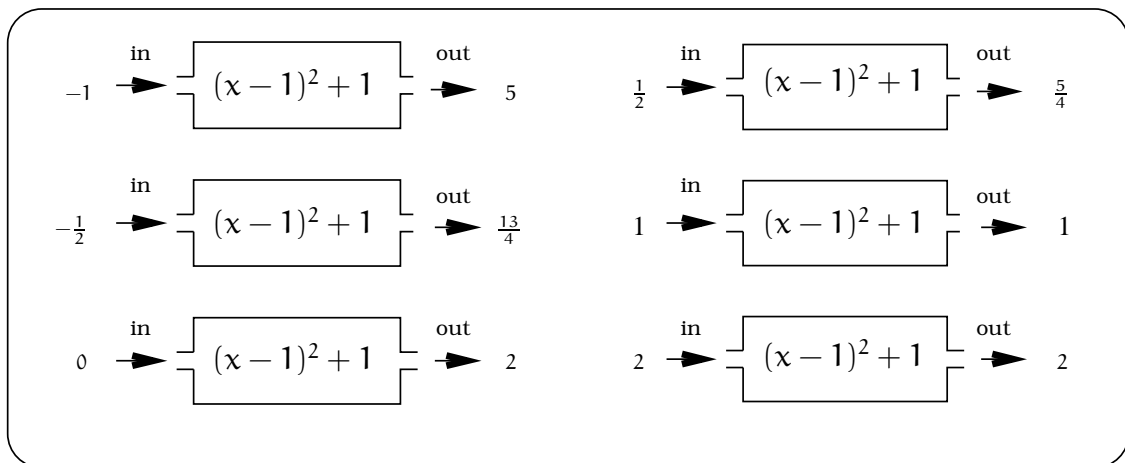 in out in out
−1 (x − 1)² + 1 5 ½ (x − 1)² + 1 5/4
in out in out
−½ (x − 1)² + 1 13/4 1 (x − 1)² + 1 1
in out in out
0 (x − 1)² + 1 2 2 (x − 1)² + 1 2